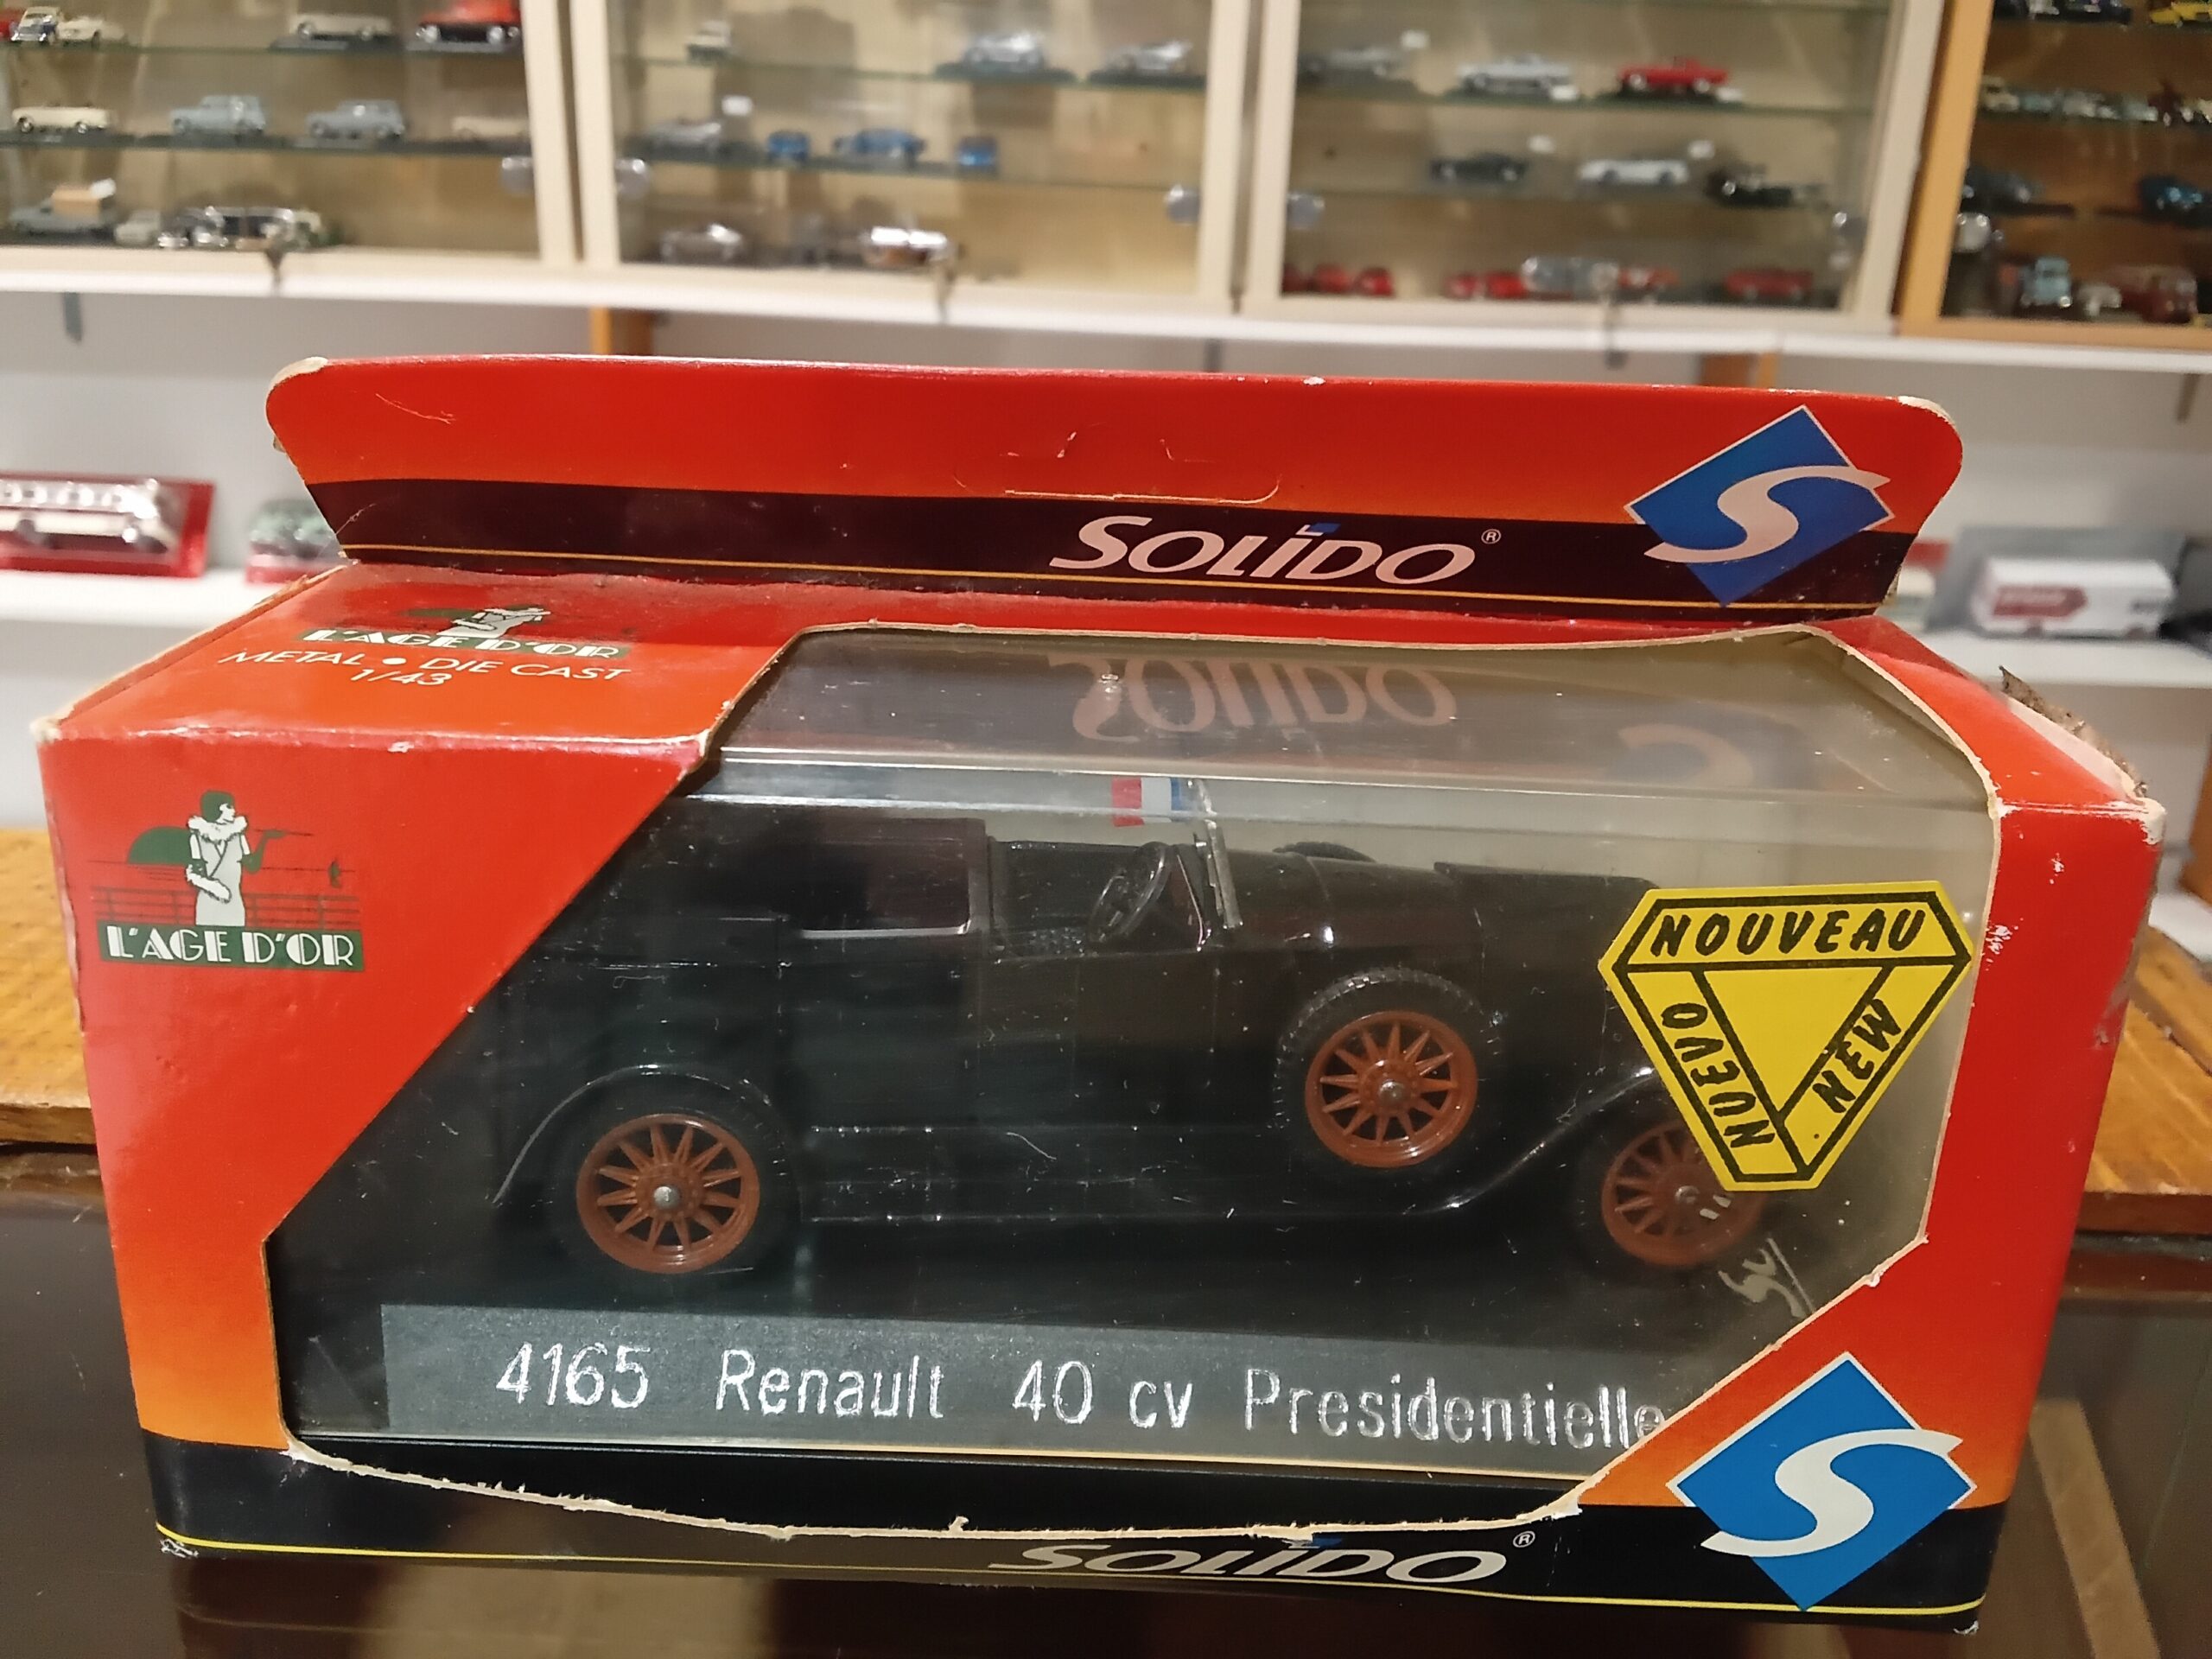 SOLIDO®
L'AGE D'OR
METAL • DIE CAST
1/43
SOLIDO
L'AGE D'OR
NOUVEAU
NUEVO
NEW
4165 Renault 40 cv Presidentielle
SOLIDO®